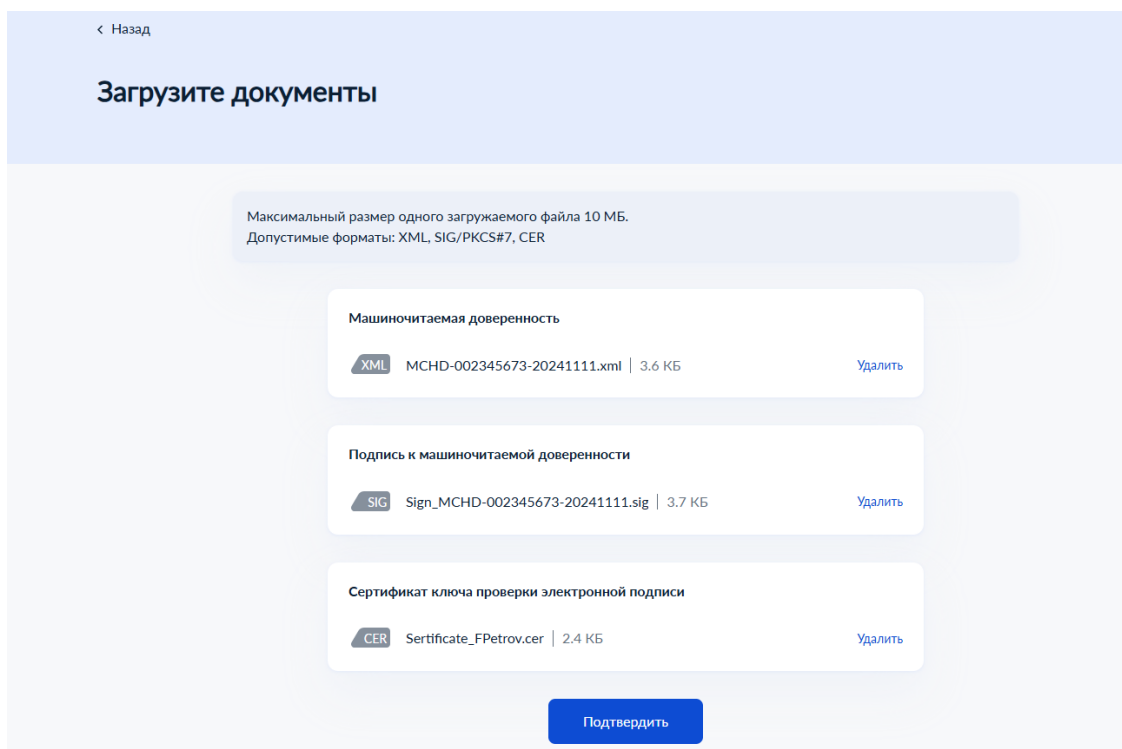 Назад
Загрузите документы
Максимальный размер одного загружаемого файла 10 МБ.
Допустимые форматы: XML, SIG/PKCS#7, CER
Машиночитаемая доверенность
XML MCHD-002345673-20241111.xml | 3.6 КБ Удалить
Подпись к машиночитаемой доверенности
SIG Sign_MCHD-002345673-20241111.sig | 3.7 КБ Удалить
Сертификат ключа проверки электронной подписи
CER Sertificate_FPetrov.cer | 2.4 КБ Удалить
Подтвердить